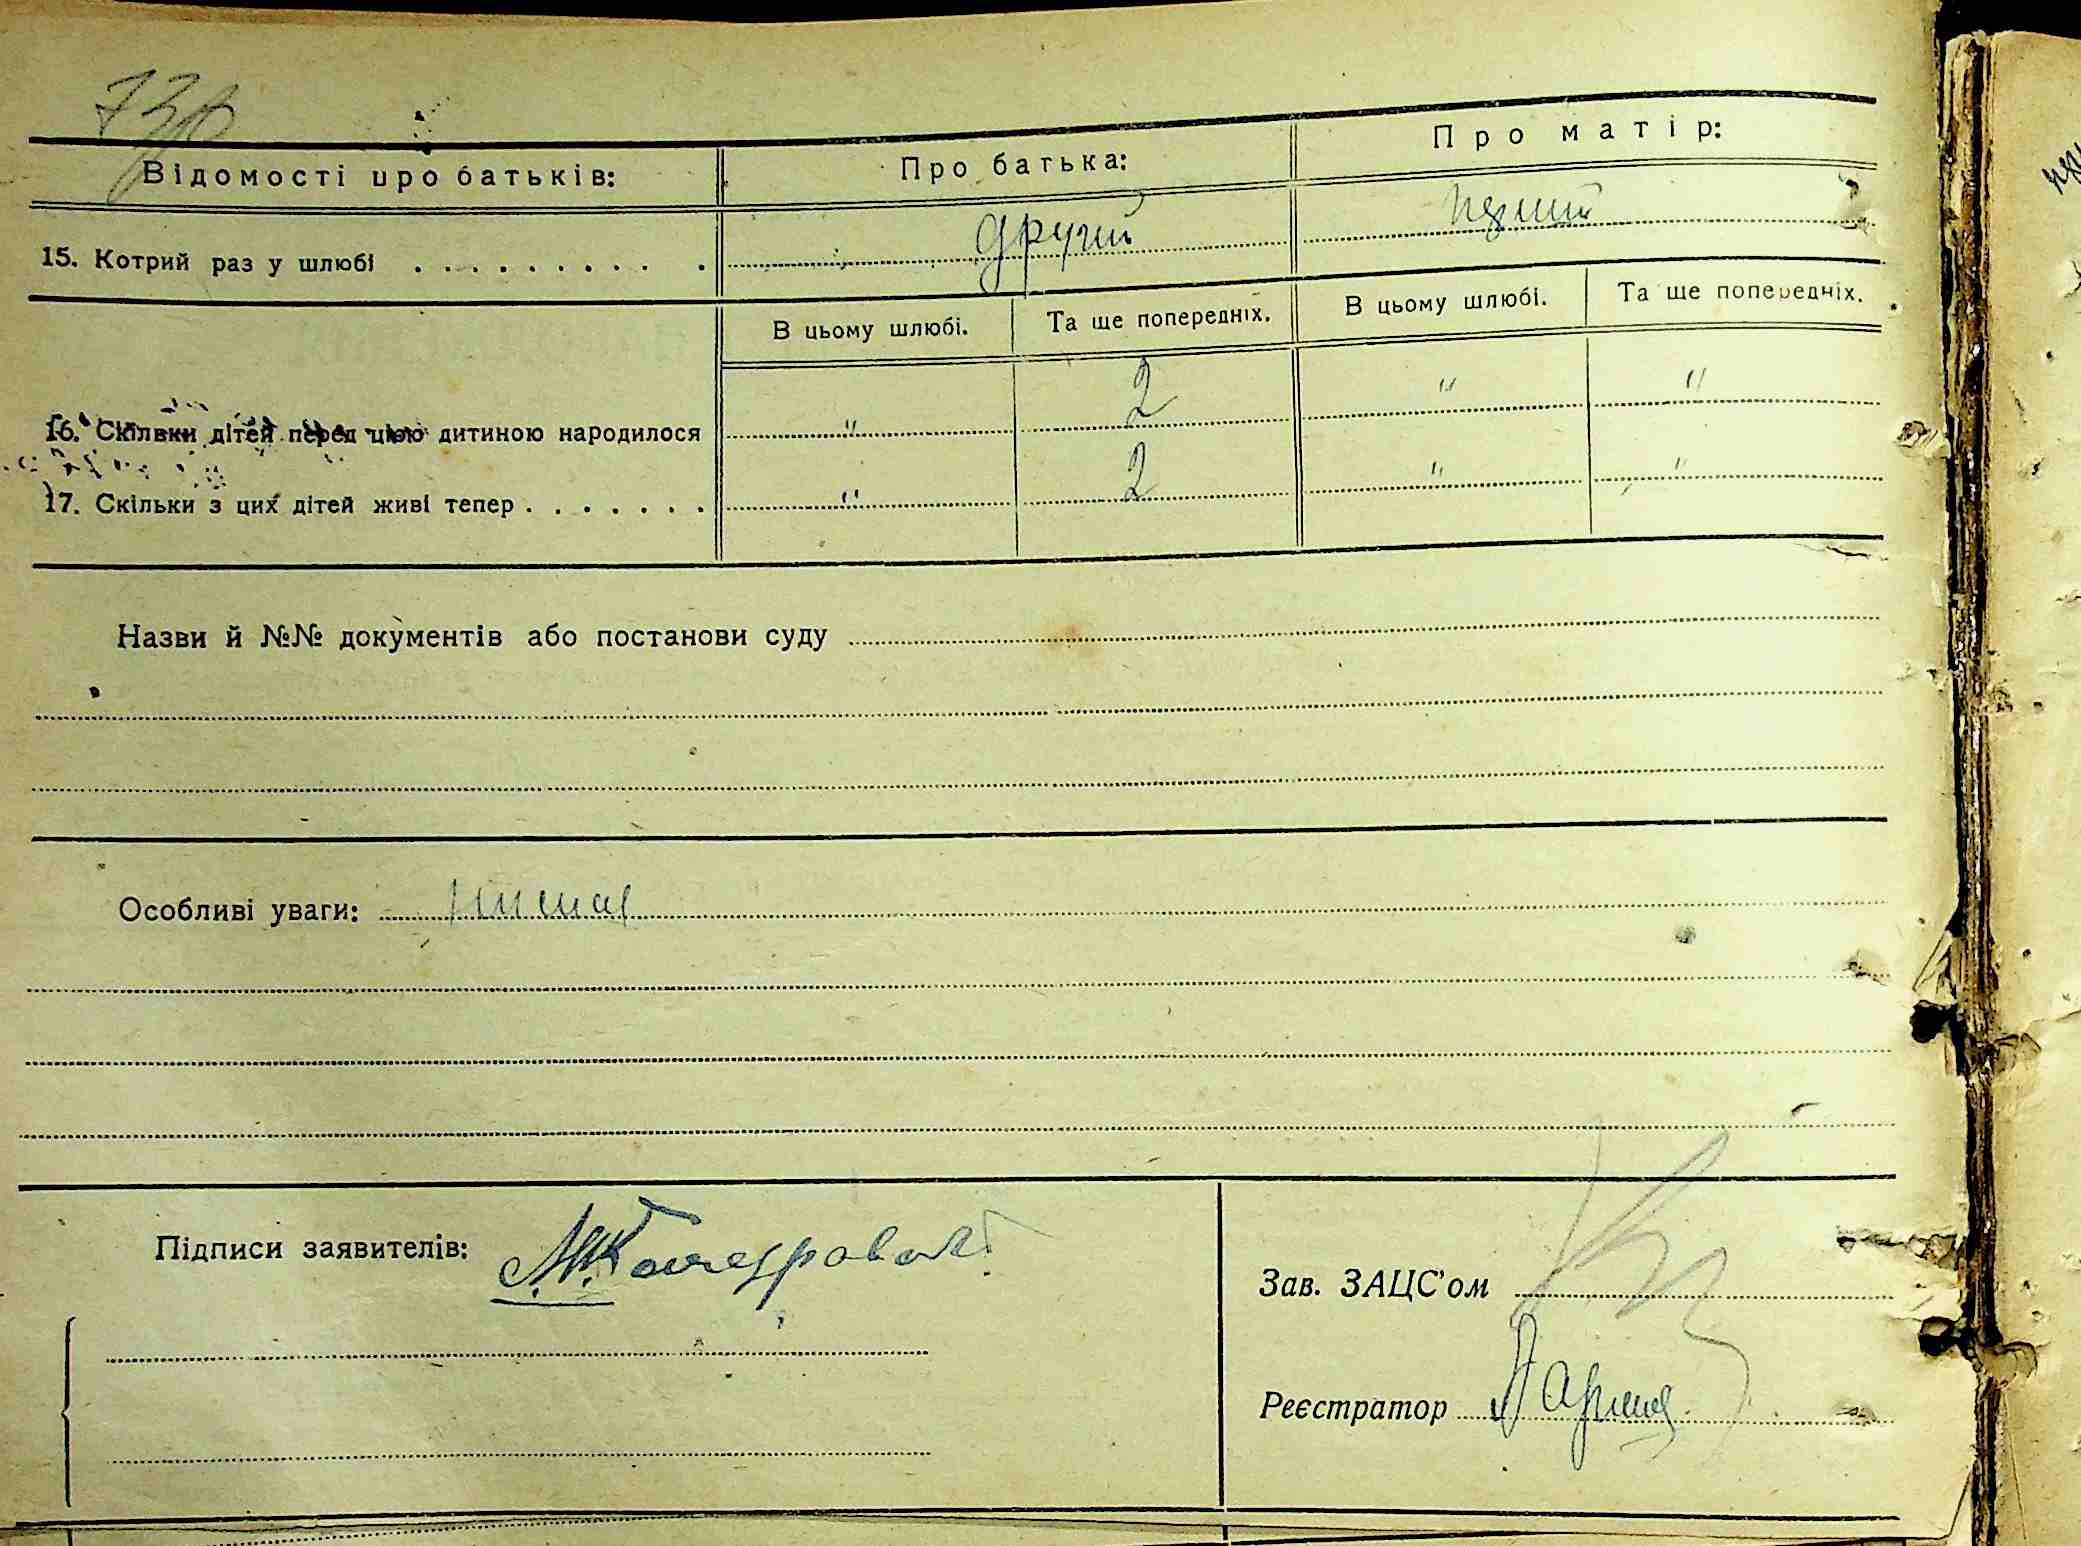 Відомості про батьків: Про батька: Про матір:
15. Котрий раз у шлюбі . . . . . . . . . . другий перший
В цьому шлюбі. Та ще попередніх. В цьому шлюбі. Та ще попередніх.
16. Скільки дітей перед цією дитиною народилося " 2 " "
17. Скільки з цих дітей живі тепер . . . . . . . " 2 " "
Назви й №№ документів або постанови суду
Особливі уваги: немає
Підписи заявителів:
Зав. ЗАЦС'ом
Реєстратор